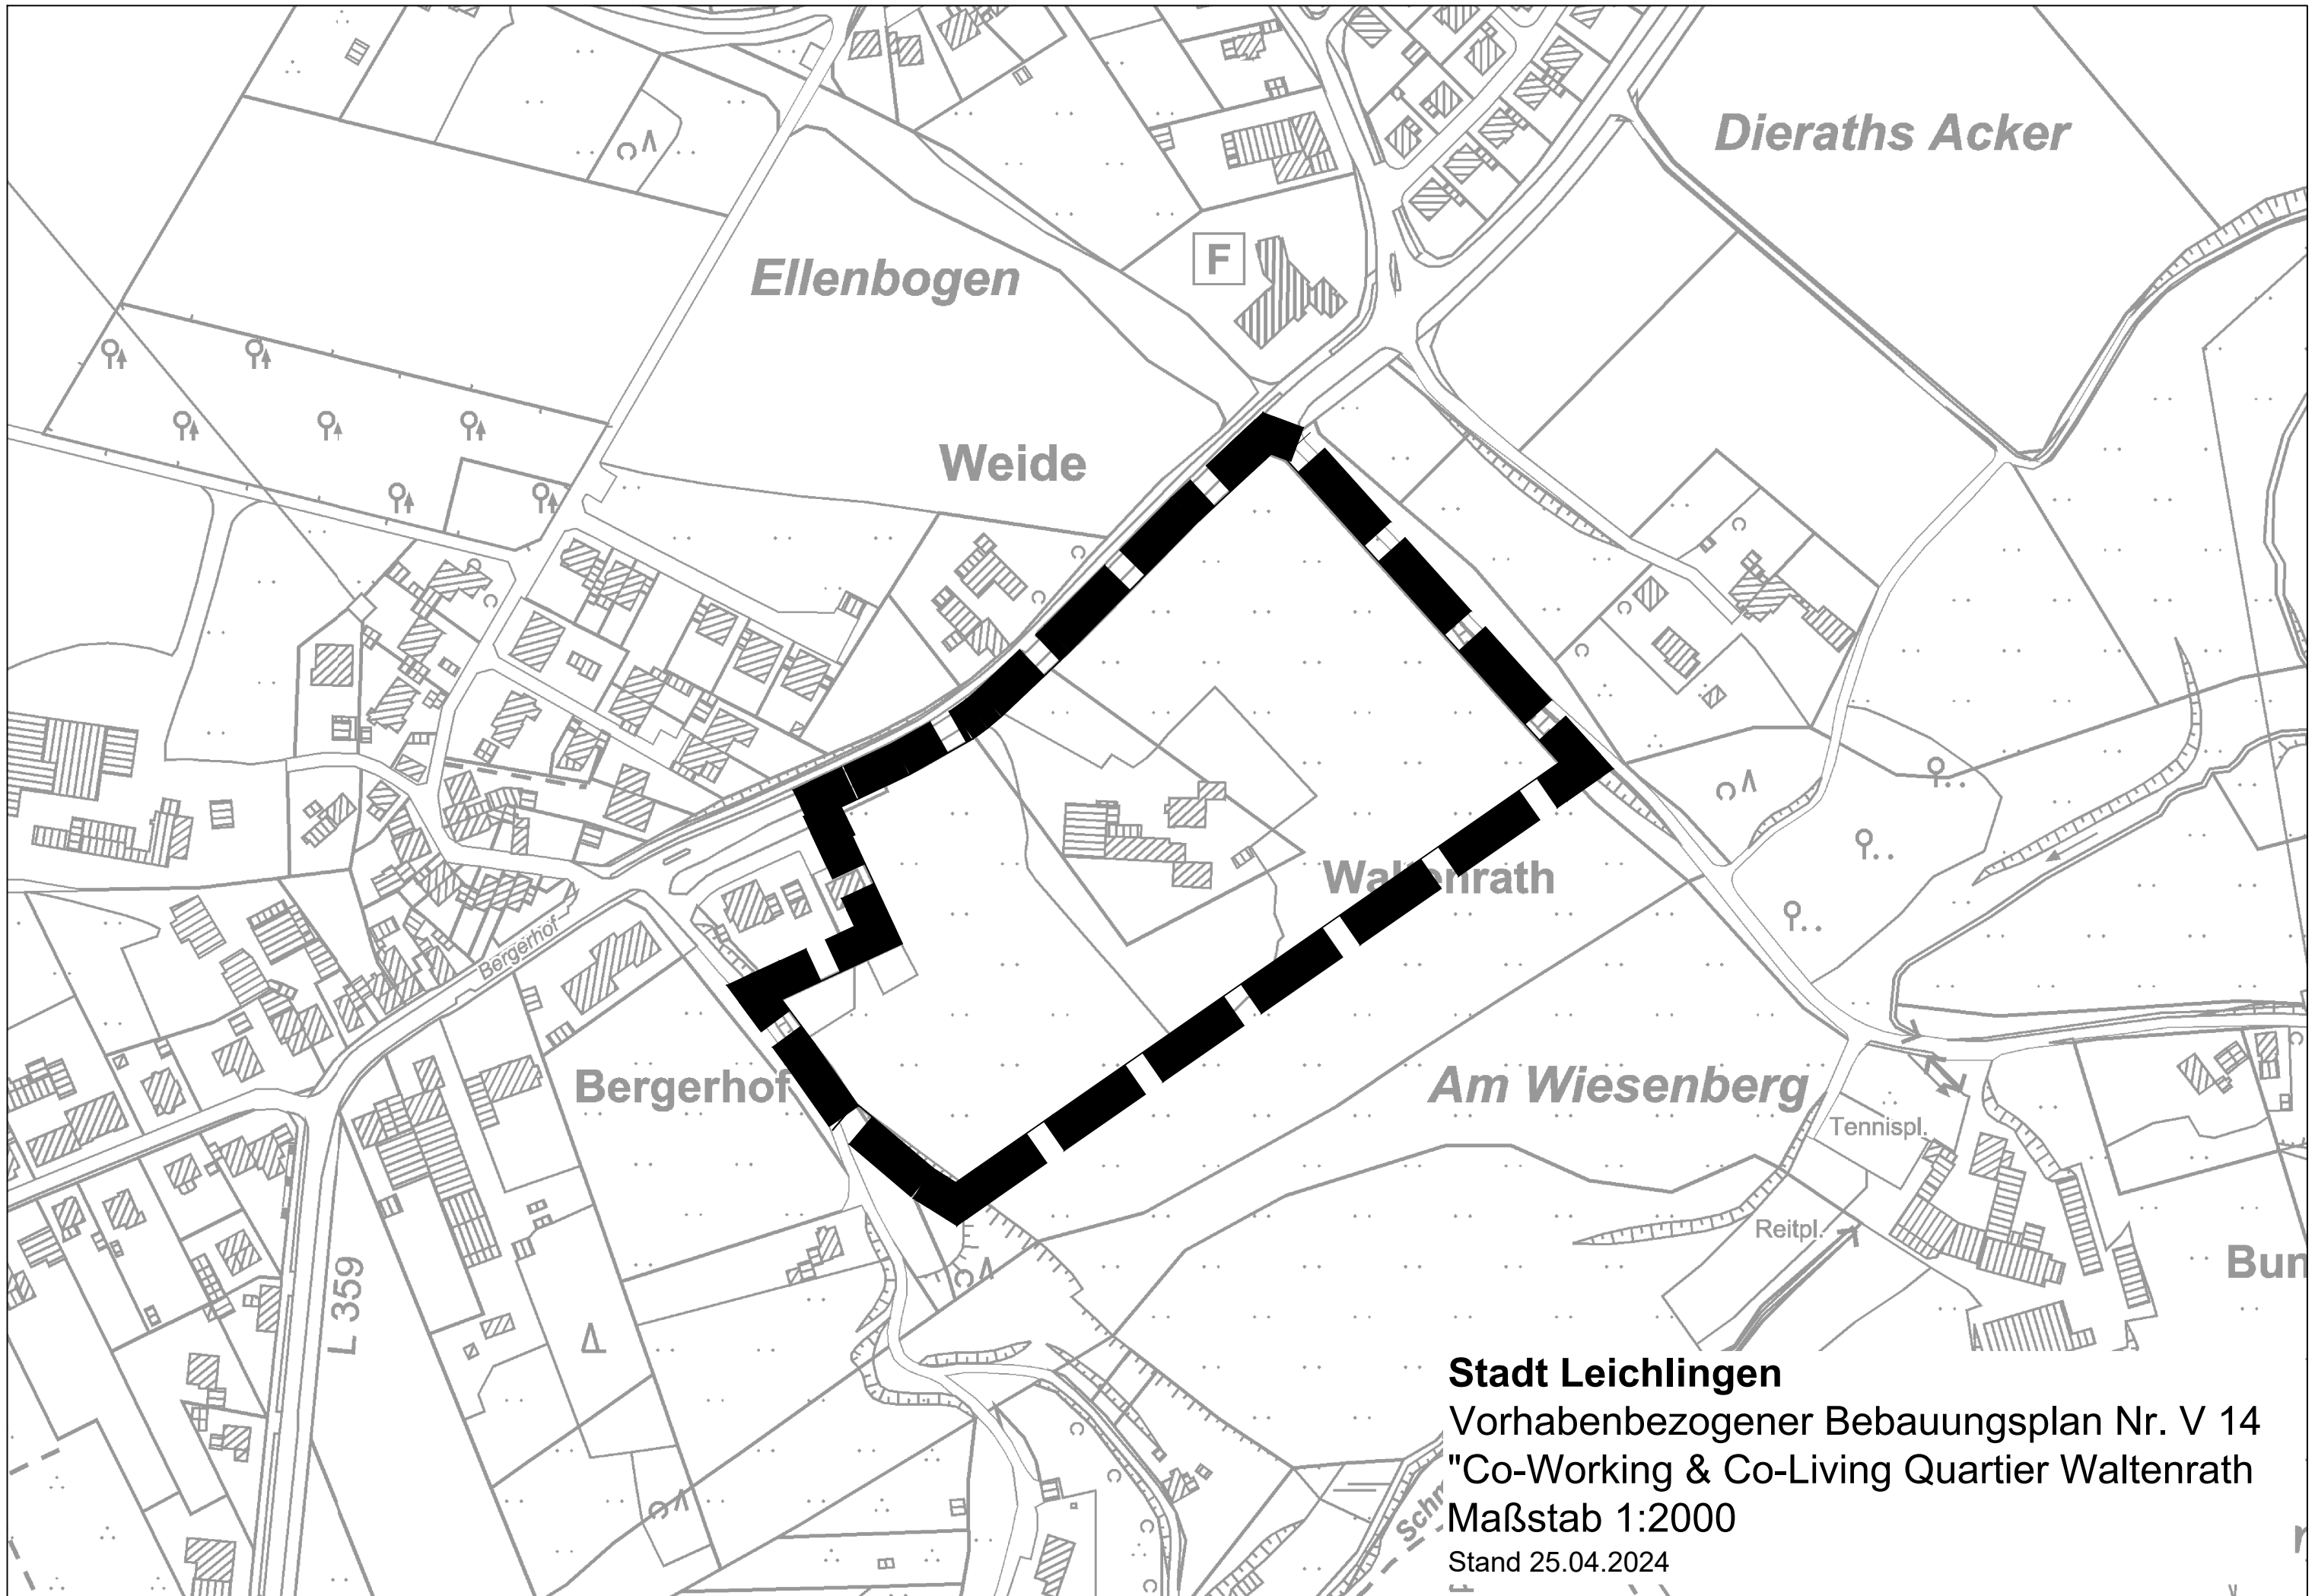 Dieraths Acker
F
Ellenbogen
Weide
Waltenrath
Bergerhof
Bergerhof
Am Wiesenberg
Tennispl.
Reitpl.
L 359
Stadt Leichlingen
Vorhabenbezogener Bebauungsplan Nr. V 14
"Co-Working & Co-Living Quartier Waltenrath
Maßstab 1:2000
Stand 25.04.2024